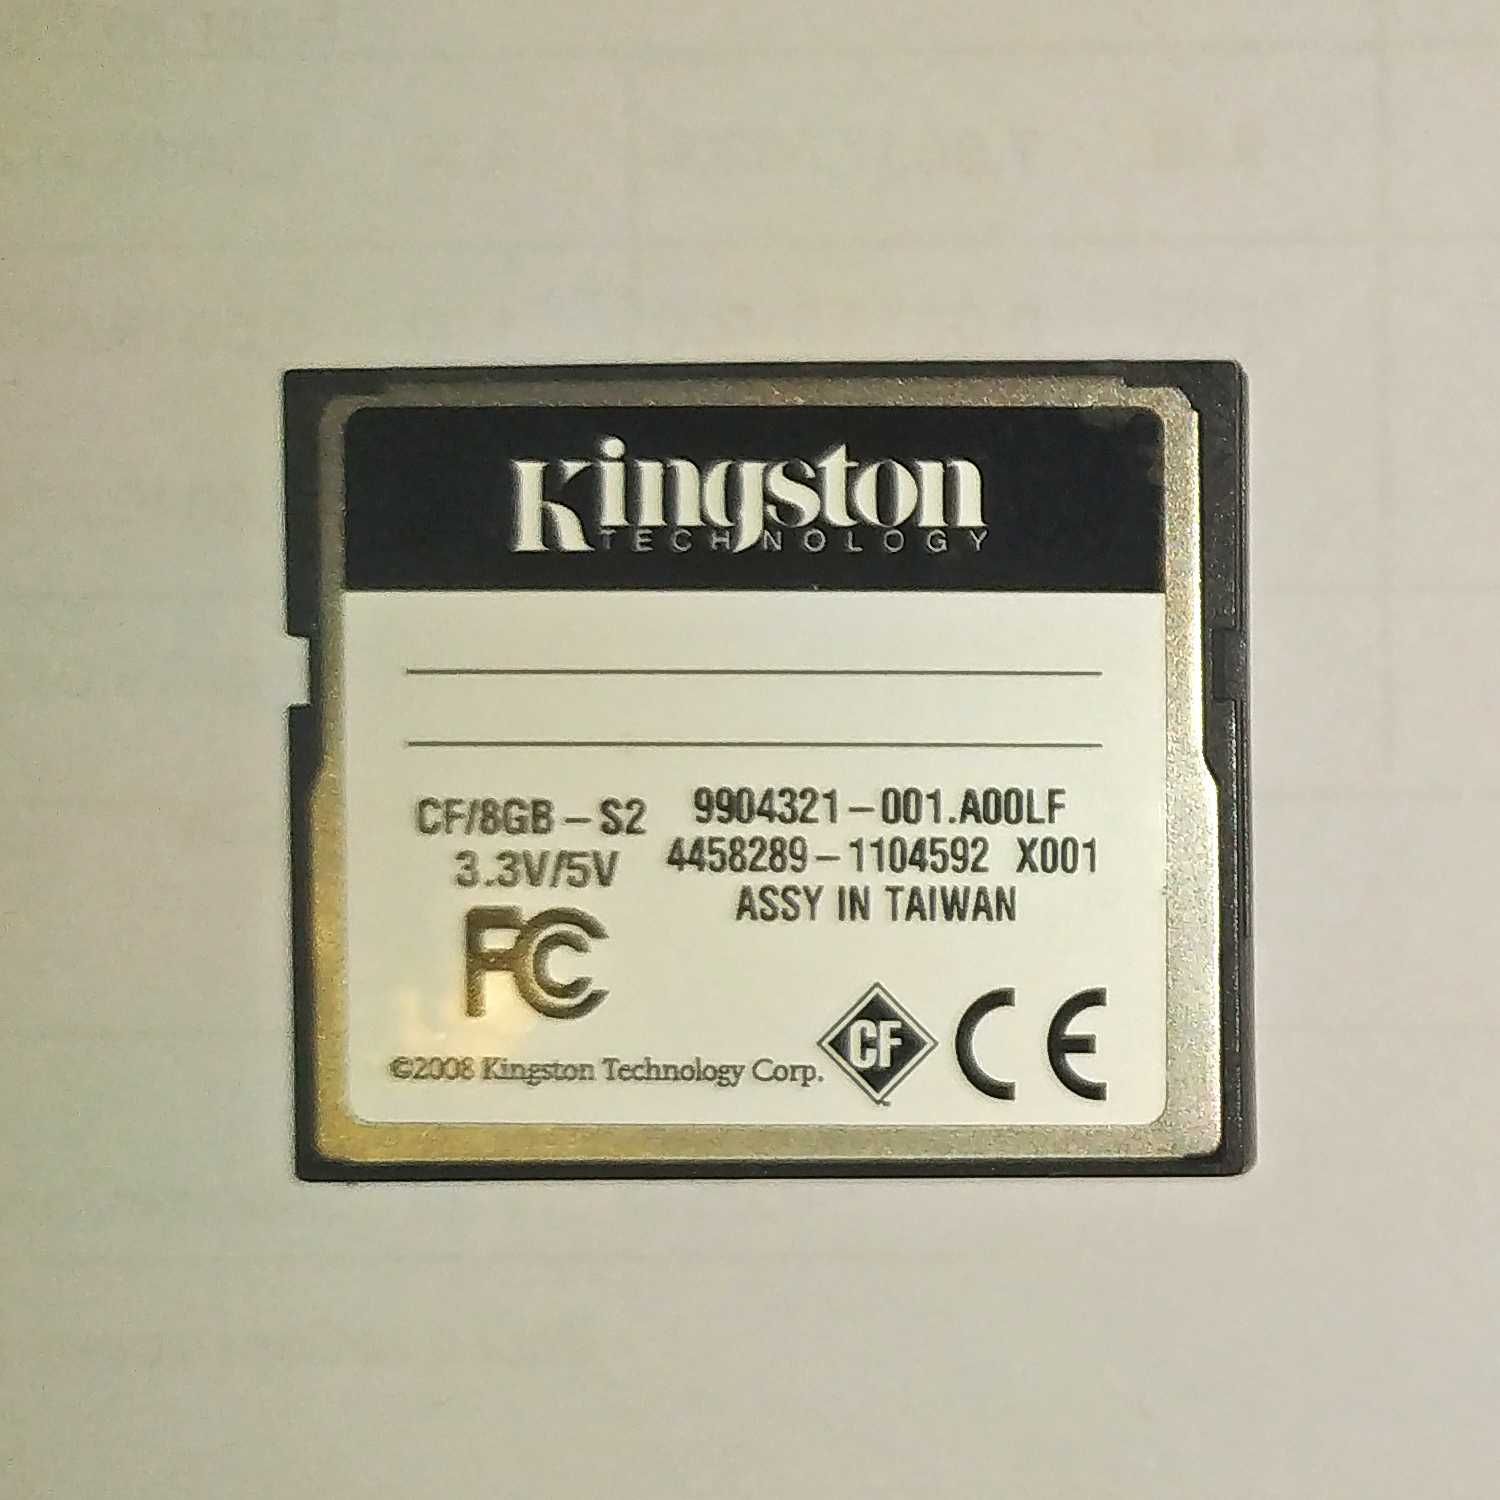 Kingston
TECHNOLOGY
CF/8GB-S2
3.3V/5V
9904321-001.A00LF
4458289-1104592 X001
ASSY IN TAIWAN
FC
CF
CE
©2008 Kingston Technology Corp.